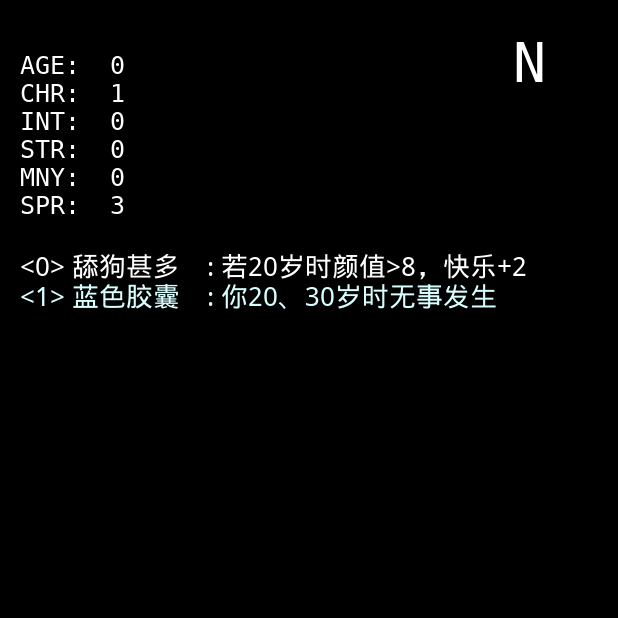 N
AGE: 0
CHR: 1
INT: 0
STR: 0
MNY: 0
SPR: 3
<0> 舔狗甚多 : 若20岁时颜值>8，快乐+2
<1> 蓝色胶囊 : 你20、30岁时无事发生